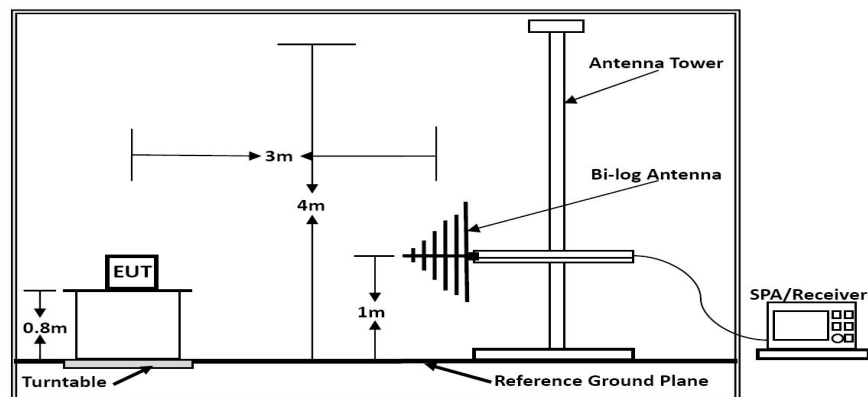 Antenna Tower
3m
Bi-log Antenna
4m
EUT
SPA/Receiver
0.8m
1m
Turntable
Reference Ground Plane